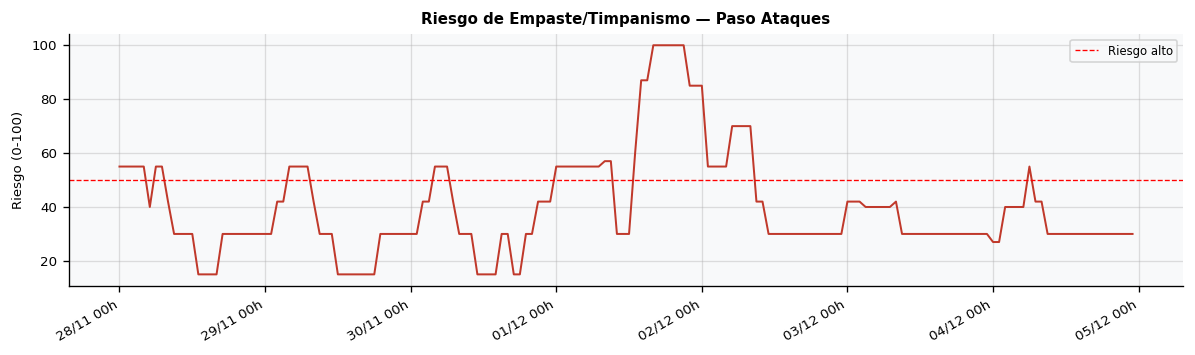 Riesgo de Empaste/Timpanismo — Paso Ataques
Riesgo alto
Riesgo (0-100)
100
80
60
40
20
28/11 00h
29/11 00h
30/11 00h
01/12 00h
02/12 00h
03/12 00h
04/12 00h
05/12 00h